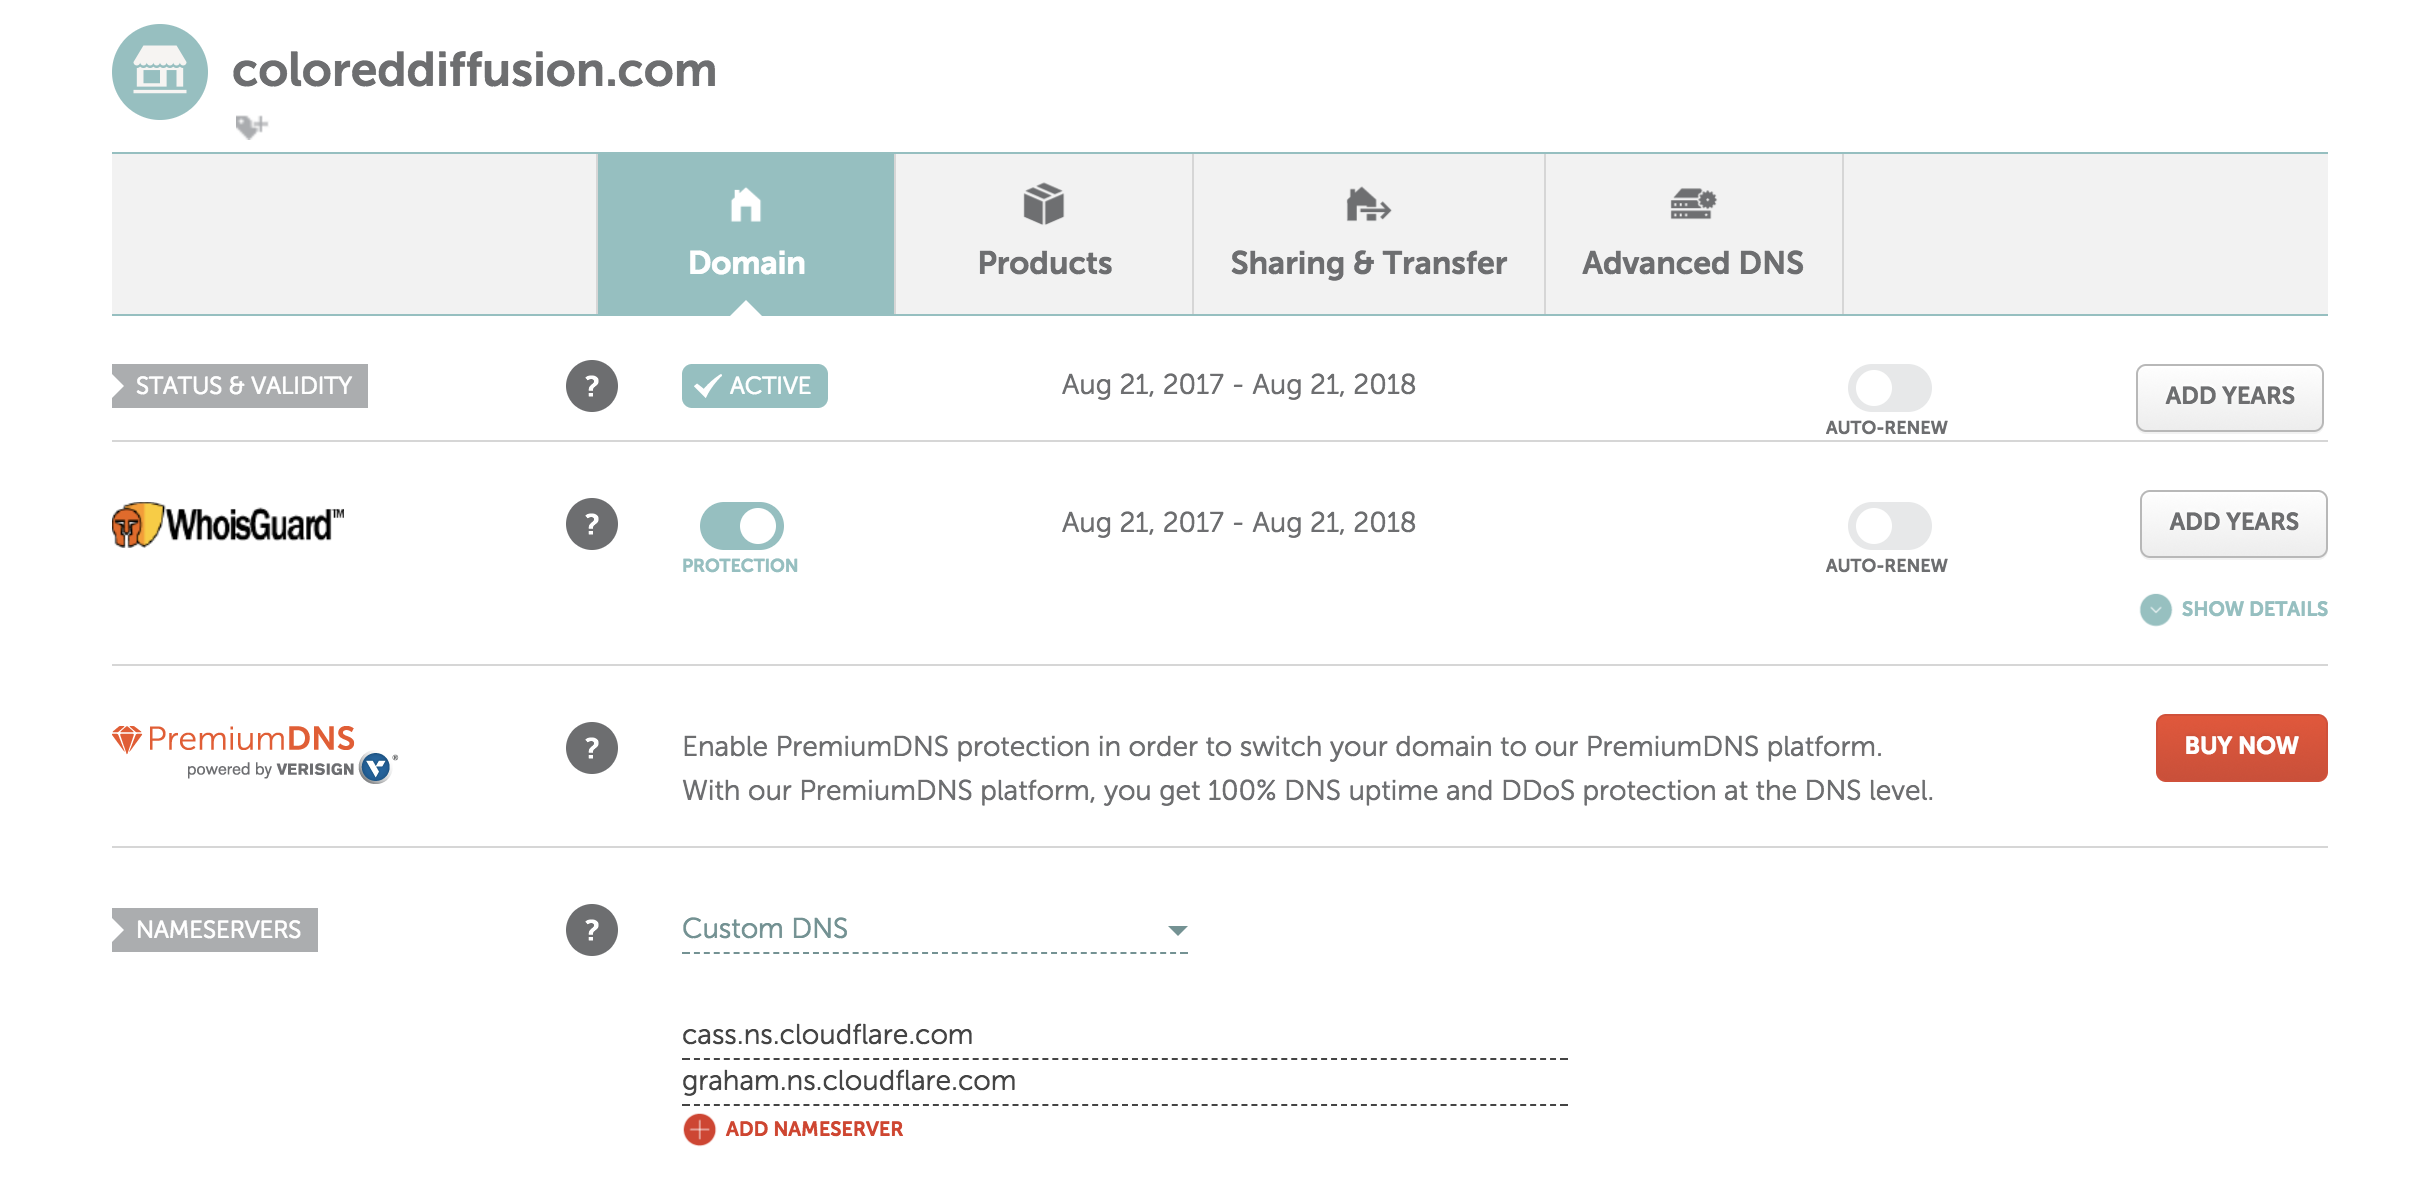 coloreddiffusion.com
Domain
Products
Sharing & Transfer
Advanced DNS
STATUS & VALIDITY
?
ACTIVE
Aug 21, 2017 - Aug 21, 2018
AUTO-RENEW
ADD YEARS
WhoisGuard™
?
PROTECTION
Aug 21, 2017 - Aug 21, 2018
AUTO-RENEW
ADD YEARS
SHOW DETAILS
PremiumDNS
powered by VERISIGN®
?
Enable PremiumDNS protection in order to switch your domain to our PremiumDNS platform.
With our PremiumDNS platform, you get 100% DNS uptime and DDoS protection at the DNS level.
BUY NOW
NAMESERVERS
?
Custom DNS
cass.ns.cloudflare.com
graham.ns.cloudflare.com
ADD NAMESERVER